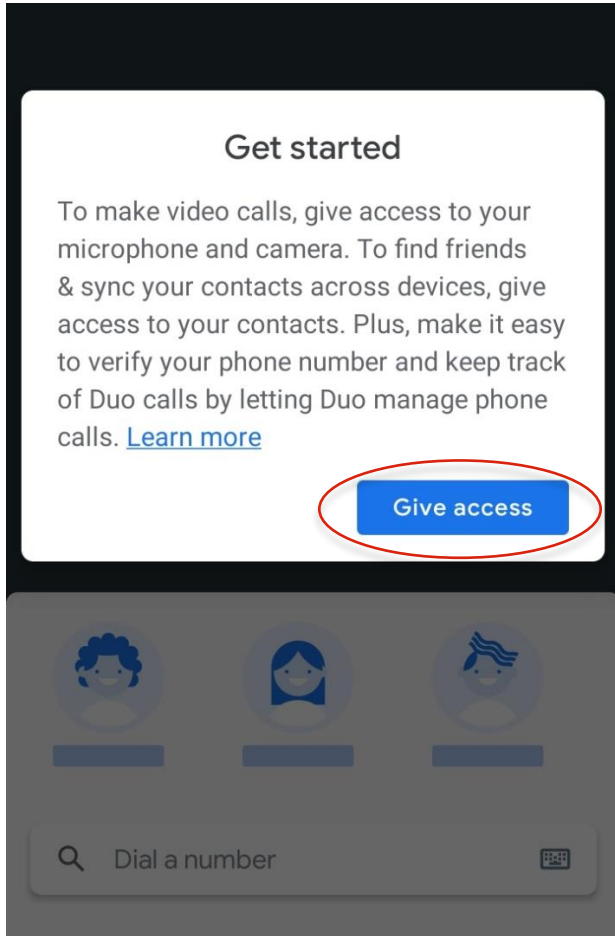 Get started
To make video calls, give access to your
microphone and camera. To find friends
& sync your contacts across devices, give
access to your contacts. Plus, make it easy
to verify your phone number and keep track
of Duo calls by letting Duo manage phone
calls. Learn more
Give access
Dial a number